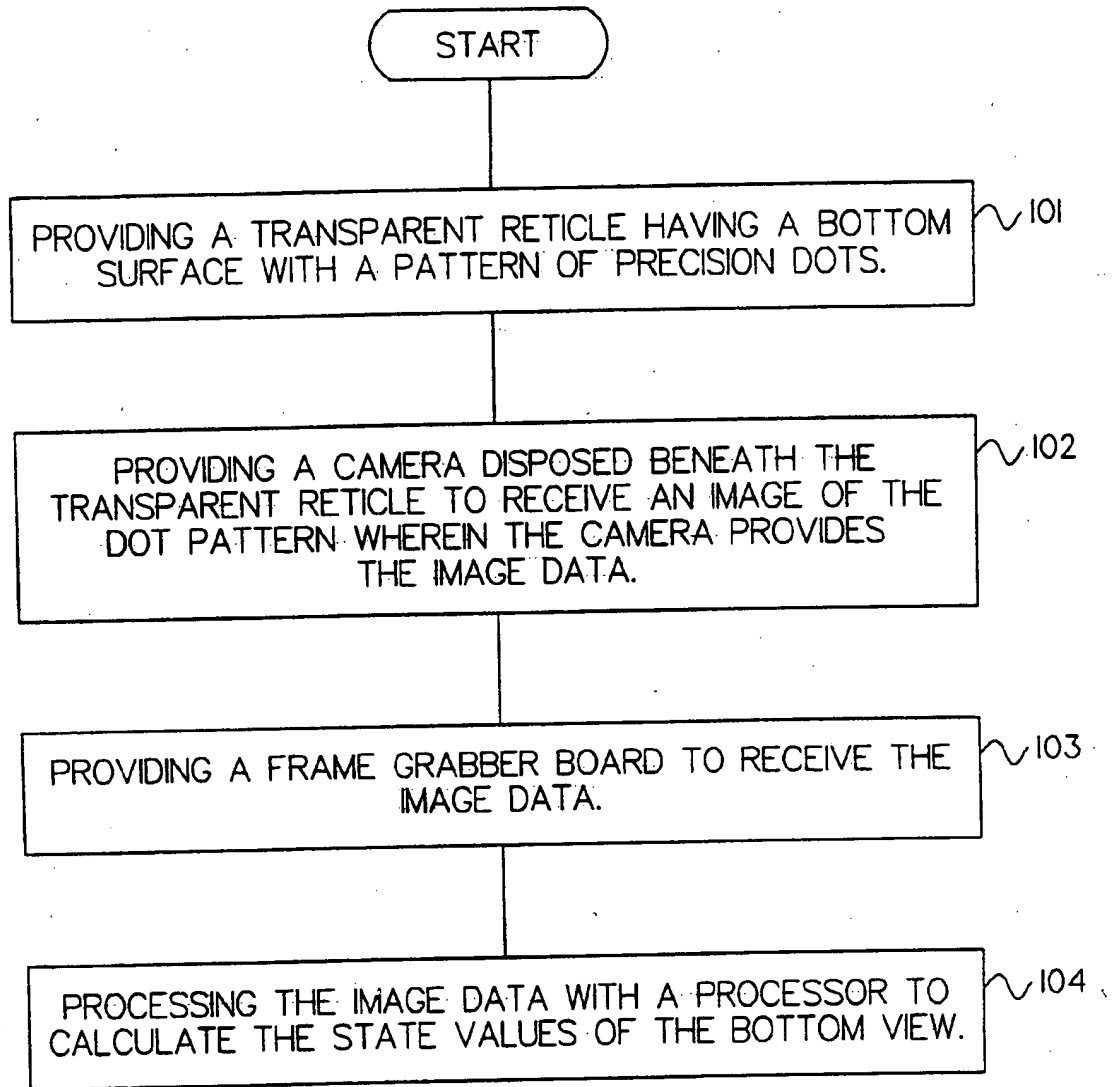 START
PROVIDING A TRANSPARENT RETICLE HAVING A BOTTOM
SURFACE WITH A PATTERN OF PRECISION DOTS.
101
PROVIDING A CAMERA DISPOSED BENEATH THE
TRANSPARENT RETICLE TO RECEIVE AN IMAGE OF THE
DOT PATTERN WHEREIN THE CAMERA PROVIDES
THE IMAGE DATA.
102
PROVIDING A FRAME GRABBER BOARD TO RECEIVE THE
IMAGE DATA.
103
PROCESSING THE IMAGE DATA WITH A PROCESSOR TO
CALCULATE THE STATE VALUES OF THE BOTTOM VIEW.
104